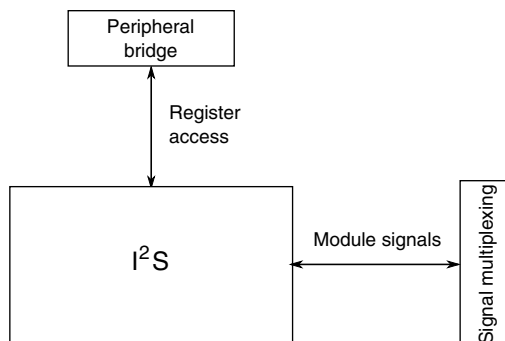 Peripheral
bridge
Register
access
I²S
Module signals
Signal multiplexing